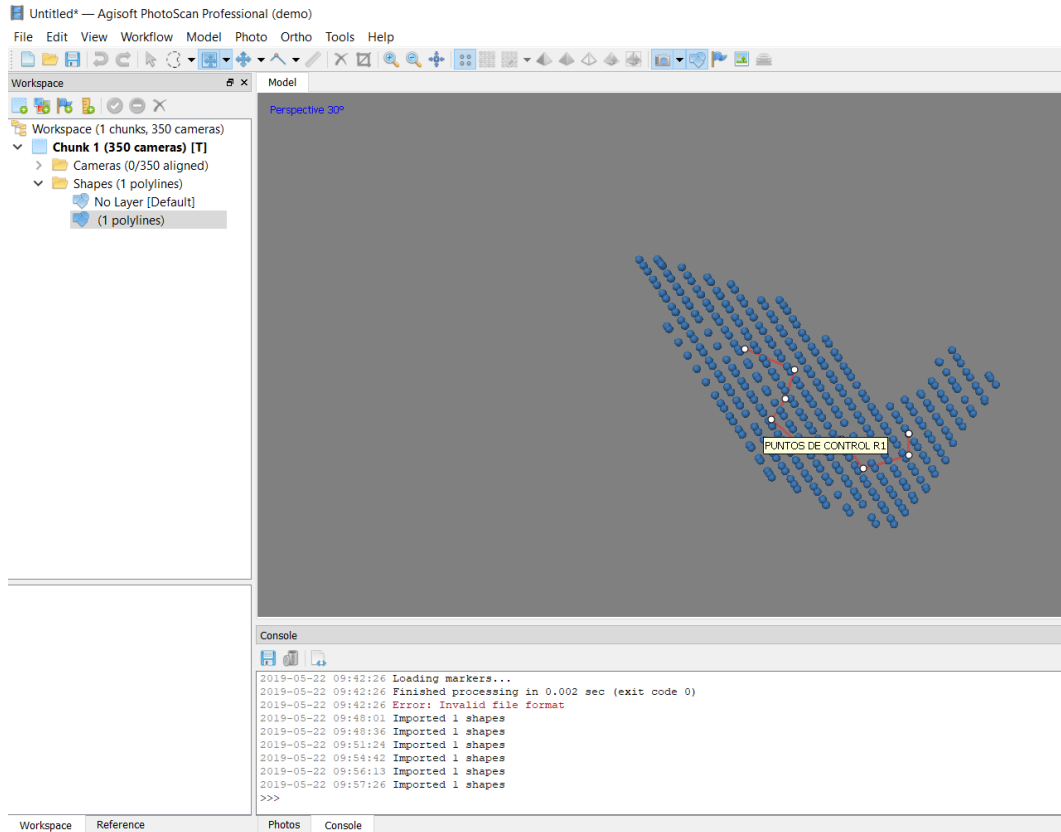 Untitled* — Agisoft PhotoScan Professional (demo)
File Edit View Workflow Model Photo Ortho Tools Help
Workspace
Model
Perspective 30°
Workspace (1 chunks, 350 cameras)
Chunk 1 (350 cameras) [T]
Cameras (0/350 aligned)
Shapes (1 polylines)
No Layer [Default]
(1 polylines)
PUNTOS DE CONTROL R1
Console
2019-05-22 09:42:26 Loading markers...
2019-05-22 09:42:26 Finished processing in 0.002 sec (exit code 0)
2019-05-22 09:42:26 Error: Invalid file format
2019-05-22 09:48:01 Imported 1 shapes
2019-05-22 09:48:36 Imported 1 shapes
2019-05-22 09:51:24 Imported 1 shapes
2019-05-22 09:54:42 Imported 1 shapes
2019-05-22 09:56:13 Imported 1 shapes
2019-05-22 09:57:26 Imported 1 shapes
>>>
Workspace Reference
Photos Console